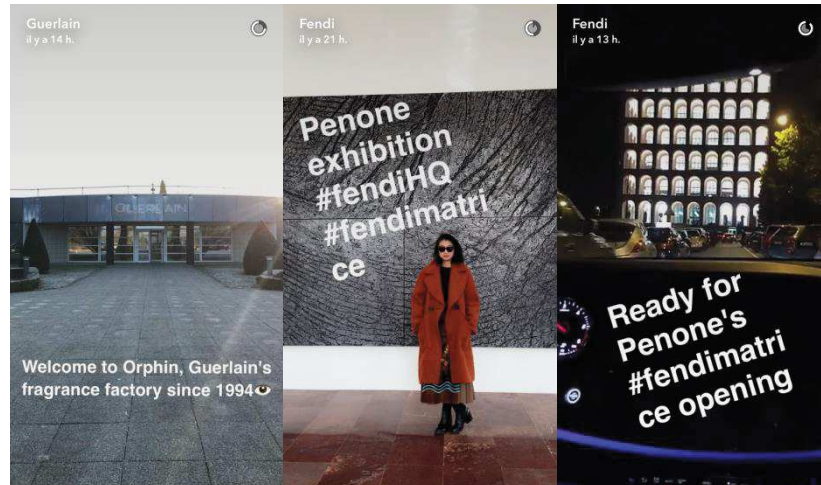 Guerlain
il y a 14 h.
GUERLAIN
Welcome to Orphin, Guerlain's
fragrance factory since 1994
Fendi
il y a 21 h.
Penone
exhibition
#fendiHQ
#fendimatri
ce
Fendi
il y a 13 h.
Ready for
Penone's
#fendimatri
ce opening